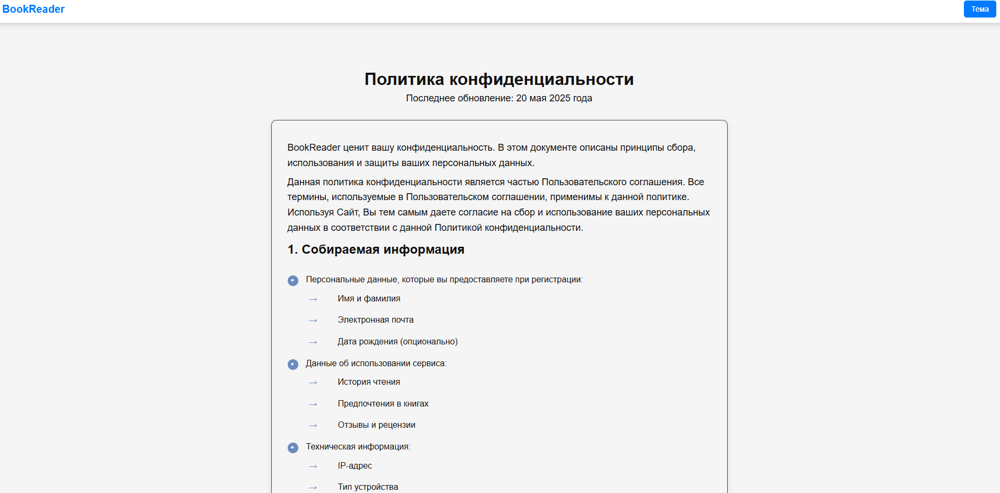 BookReader
Тема
Политика конфиденциальности
Последнее обновление: 20 мая 2025 года
BookReader ценит вашу конфиденциальность. В этом документе описаны принципы сбора,
использования и защиты ваших персональных данных.
Данная политика конфиденциальности является частью Пользовательского соглашения. Все
термины, используемые в Пользовательском соглашении, применимы к данной политике.
Используя Сайт, Вы тем самым даете согласие на сбор и использование ваших персональных
данных в соответствии с данной Политикой конфиденциальности.
1. Собираемая информация
Персональные данные, которые вы предоставляете при регистрации:
→ Имя и фамилия
→ Электронная почта
→ Дата рождения (опционально)
Данные об использовании сервиса:
→ История чтения
→ Предпочтения в книгах
→ Отзывы и рецензии
Техническая информация:
→ IP-адрес
→ Тип устройства